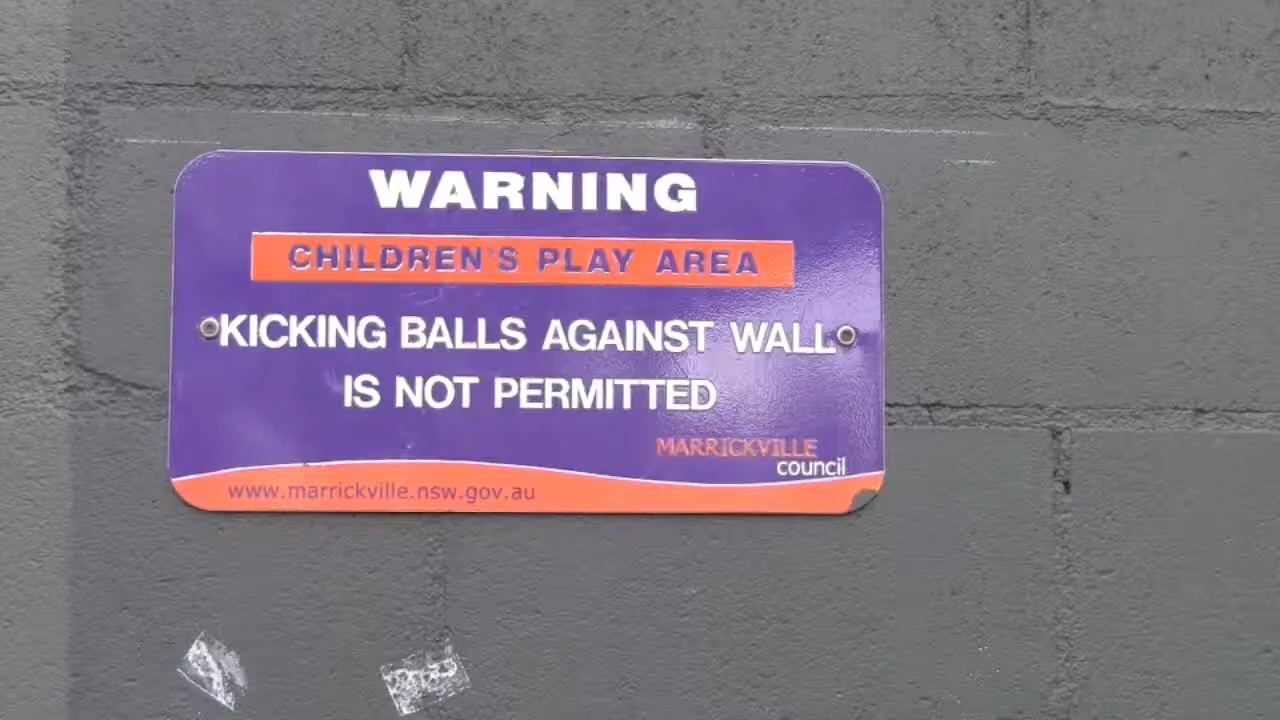 WARNING
CHILDREN'S PLAY AREA
KICKING BALLS AGAINST WALL
IS NOT PERMITTED
MARRICKVILLE
council
www.marrickville.nsw.gov.au